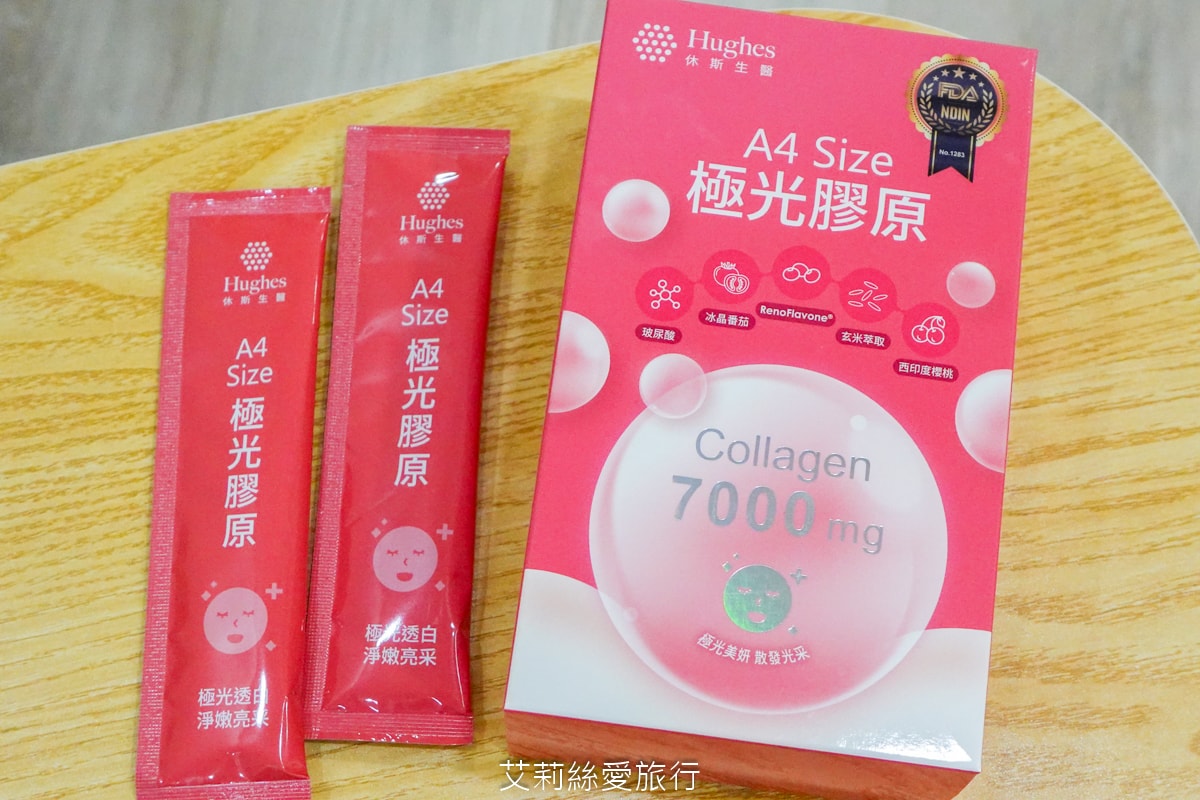 Hughes
休斯生醫
A4
Size
極光膠原
極光透白
淨嫩亮采
Hughes
休斯生醫
A4
Size
極光膠原
極光透白
淨嫩亮采
Hughes
休斯生醫
FDA
NDIN
No.1283
A4 Size
極光膠原
玻尿酸
冰晶番茄
RenoFlavone®
玄米萃取
西印度櫻桃
Collagen
7000 mg
極光美妍 散發光采
艾莉絲愛旅行